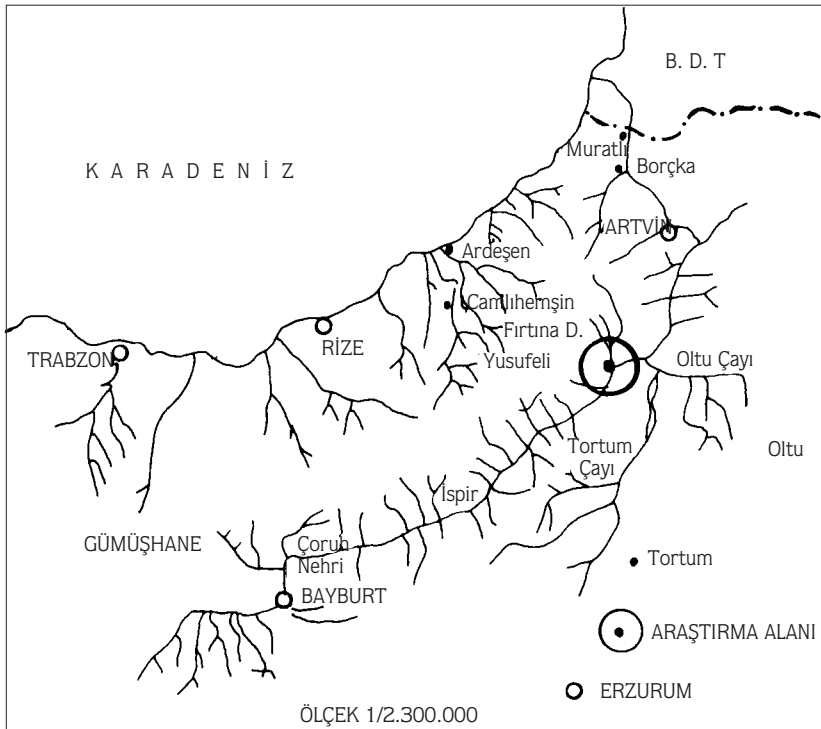 B. D. T
KARADENİZ
Muratlı
Borçka
ARTVİN
Ardeşen
Camlıhemşin
Fırtına D.
RİZE
TRABZON
Yusufeli
Oltu Çayı
Tortum
Çayı
Oltu
İspir
GÜMÜŞHANE
Çoruh
Nehri
Tortum
BAYBURT
ARAŞTIRMA ALANI
ERZURUM
ÖLÇEK 1/2.300.000